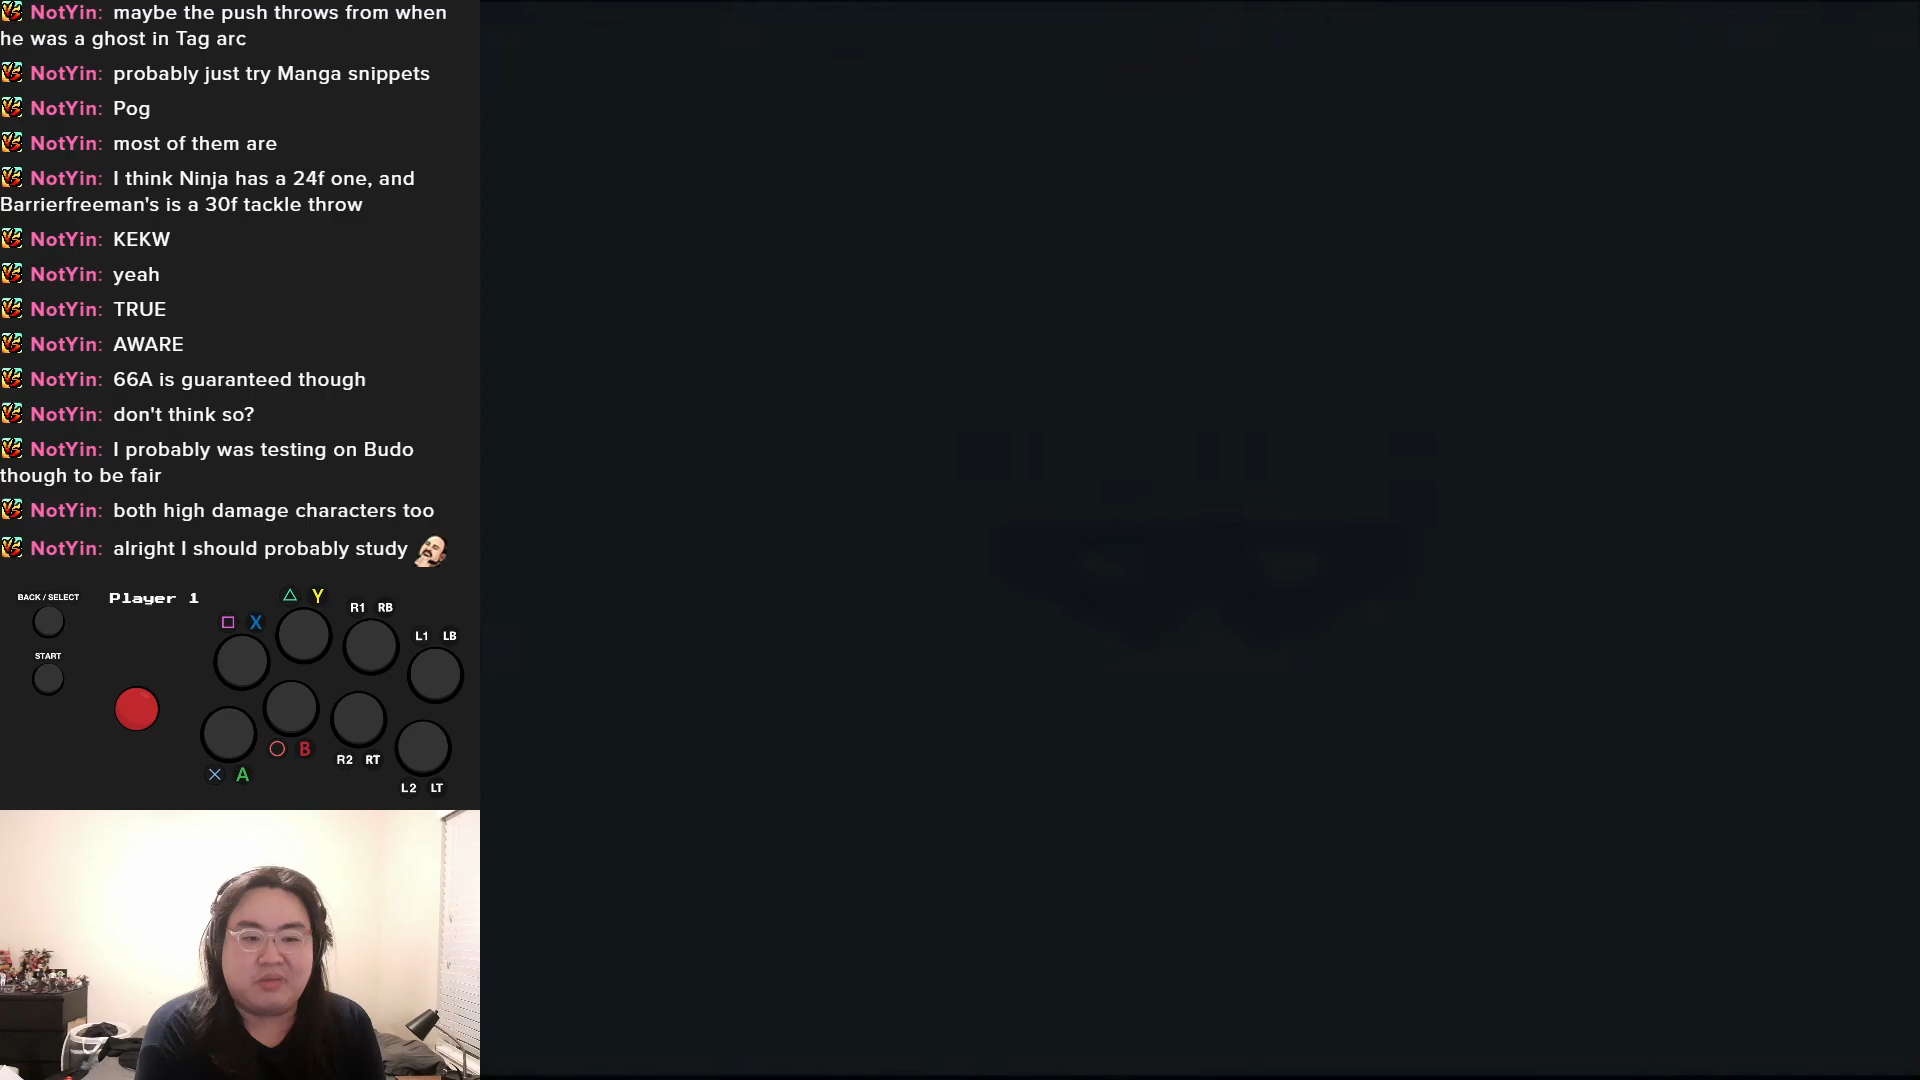 NotYin: maybe the push throws from when
he was a ghost in Tag arc
NotYin: probably just try Manga snippets
NotYin: Pog
NotYin: most of them are
NotYin: I think Ninja has a 24f one, and
Barrierfreeman's is a 30f tackle throw
NotYin: KEKW
NotYin: yeah
NotYin: TRUE
NotYin: AWARE
NotYin: 66A is guaranteed though
NotYin: don't think so?
NotYin: I probably was testing on Budo
though to be fair
NotYin: both high damage characters too
NotYin: alright I should probably study
BACK / SELECT
Player 1
START
X
Y
R1 RB
L1 LB
A
B
R2 RT
L2 LT